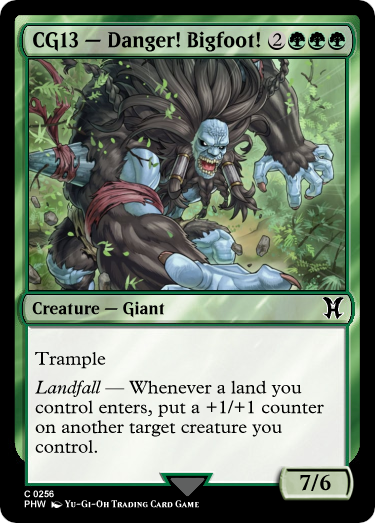 CG13 — Danger! Bigfoot! 2
Creature — Giant
H
Trample
Landfall — Whenever a land you
control enters, put a +1/+1 counter
on another target creature you
control.
7/6
C 0256
PHW Yu-Gi-Oh Trading Card Game